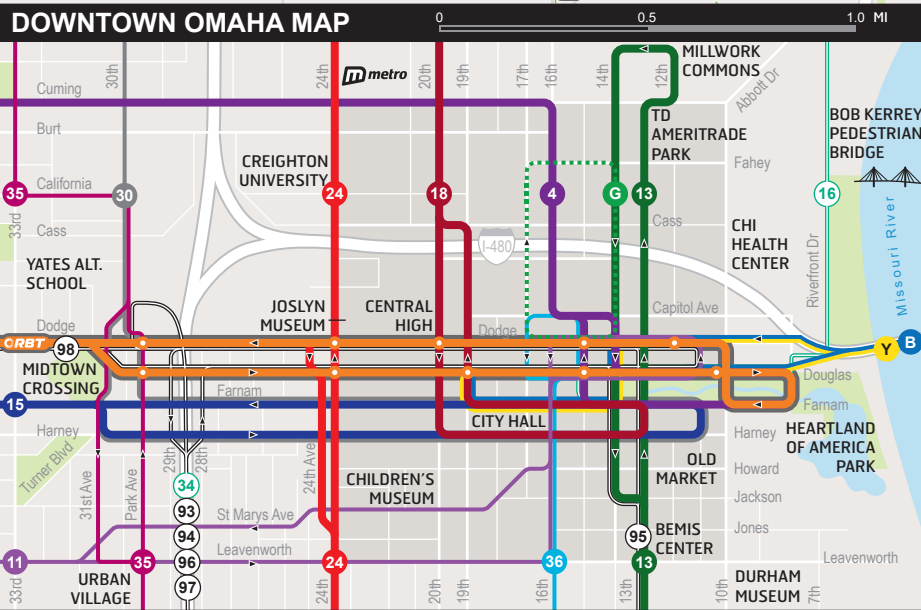 DOWNTOWN OMAHA MAP
0
0.5
1.0 MI
30th
24th
metro
20th
19th
17th
16th
14th
12th
MILLWORK
COMMONS
Abbott Dr
Cuming
Burt
TD
AMERITRADE
PARK
BOB KERREY
PEDESTRIAN
BRIDGE
CREIGHTON
UNIVERSITY
Fahey
California
35
30
24
18
4
G
13
16
33rd
Cass
Cass
I-480
CHI
HEALTH
CENTER
Riverfront Dr
Missouri River
YATES ALT.
SCHOOL
JOSLYN
MUSEUM
CENTRAL
HIGH
Capitol Ave
Dodge
Dodge
ORBT
98
Y
B
MIDTOWN
CROSSING
Douglas
Farnam
Farnam
15
CITY HALL
Harney
Harney
HEARTLAND
OF AMERICA
PARK
Turner Blvd
29th
28th
24th Ave
OLD
MARKET
Howard
31st Ave
Park Ave
34
CHILDREN'S
MUSEUM
Jackson
93
St Marys Ave
Jones
94
95
BEMIS
CENTER
Leavenworth
Leavenworth
11
35
96
24
36
13
33rd
URBAN
VILLAGE
97
24th
20th
19th
16th
13th
10th
DURHAM
MUSEUM
7th